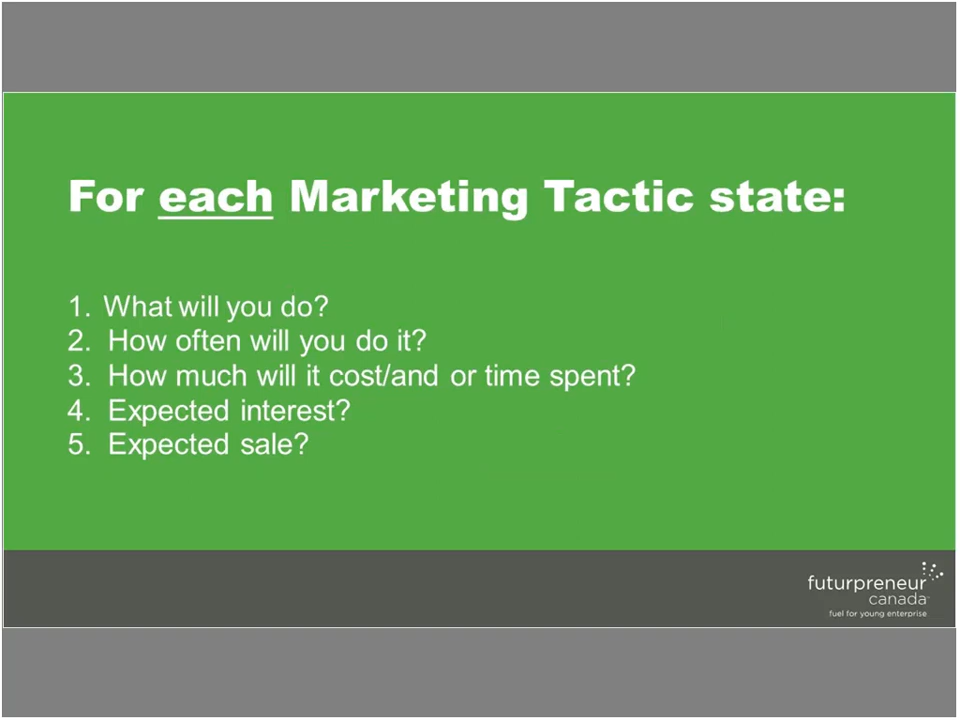 For each Marketing Tactic state:
1. What will you do?
2. How often will you do it?
3. How much will it cost/and or time spent?
4. Expected interest?
5. Expected sale?
futurpreneur
canada
fuel for young enterprise